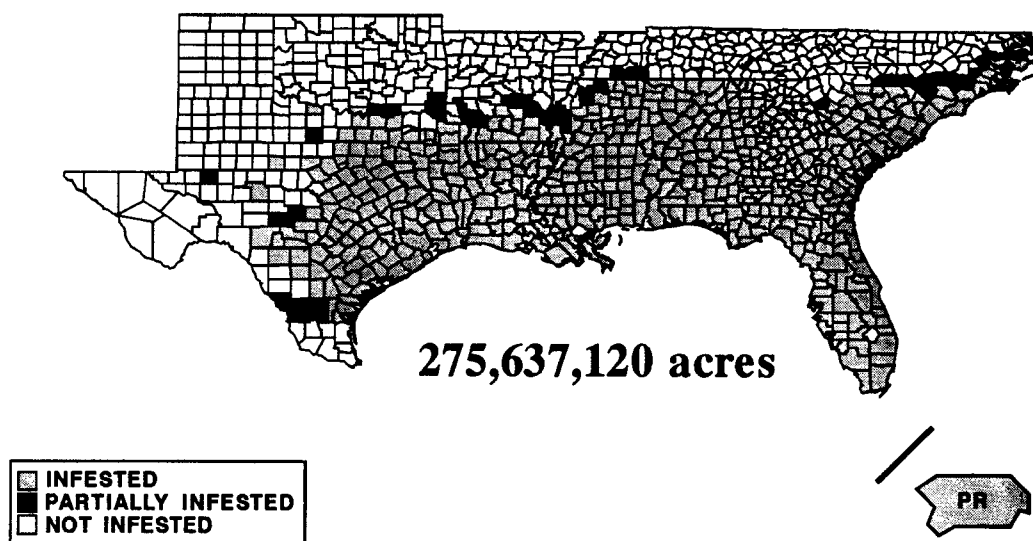 275,637,120 acres
INFESTED
PARTIALLY INFESTED
NOT INFESTED
PR